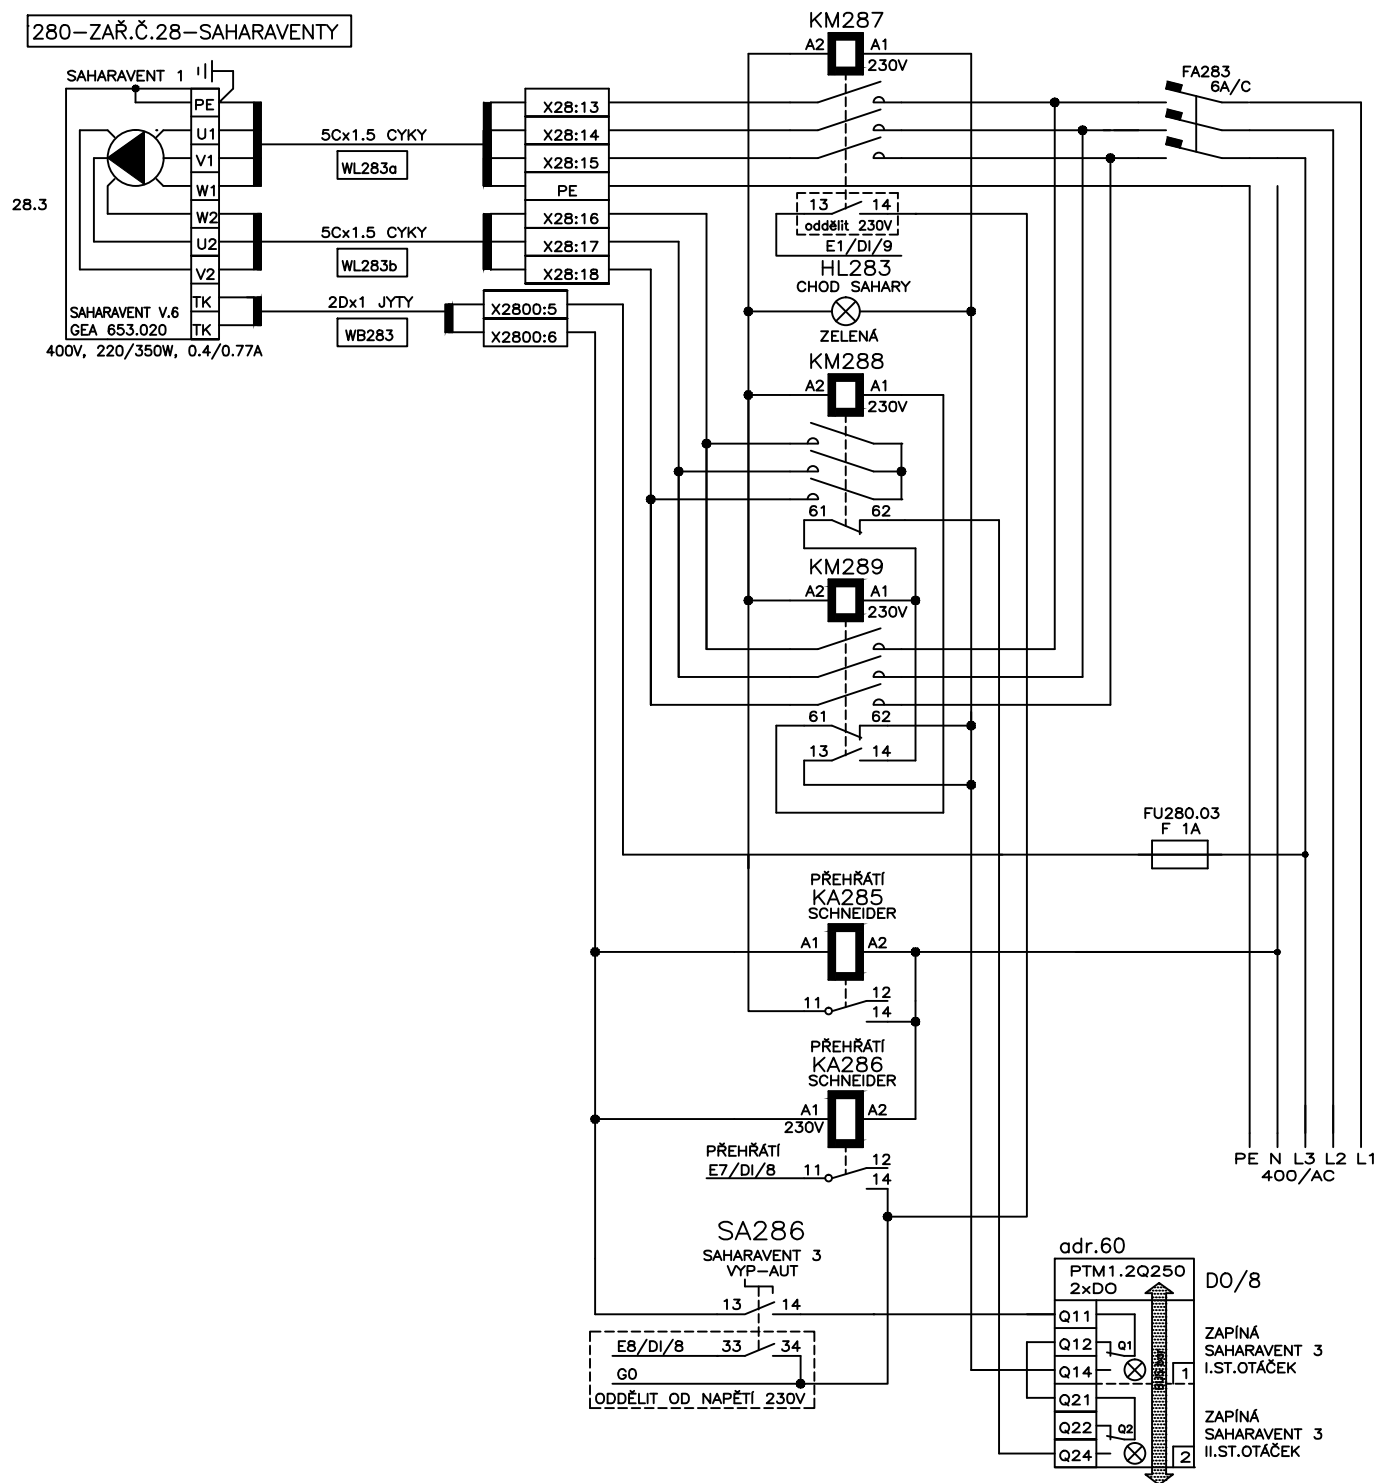 280-ZAŘ.Č.28-SAHARAVENTY
SAHARAVENT 1
PE
U1
V1
W1
W2
U2
V2
TK
TK
28.3
SAHARAVENT V.6
GEA 653.020
400V, 220/350W, 0.4/0.77A
5Cx1.5 CYKY
WL283a
5Cx1.5 CYKY
WL283b
2Dx1 JYTY
WB283
X28:13
X28:14
X28:15
PE
X28:16
X28:17
X28:18
X2800:5
X2800:6
KM287
A2 A1
230V
FA283
6A/C
13 14
oddělit 230V
E1/DI/9
HL283
CHOD SAHARY
ZELENÁ
KM288
A2 A1
230V
61 62
KM289
A2 A1
230V
61 62
13 14
FU280.03
F 1A
PŘEHŘÁTÍ
KA285
SCHNEIDER
A1 A2
11 12
14
PŘEHŘÁTÍ
KA286
SCHNEIDER
A1 A2
230V
PŘEHŘÁTÍ
E7/DI/8 11 12
14
PE N L3 L2 L1
400/AC
SA286
SAHARAVENT 3
VYP-AUT
13 14
E8/DI/8 33 34
G0
ODDĚLIT OD NAPĚTÍ 230V
adr.60
PTM1.2Q250
2xDO
DO/8
Q11
Q12 Q1
Q14 1
Q21
Q22 Q2
Q24 2
ZAPÍNÁ
SAHARAVENT 3
I.ST.OTÁČEK
ZAPÍNÁ
SAHARAVENT 3
II.ST.OTÁČEK